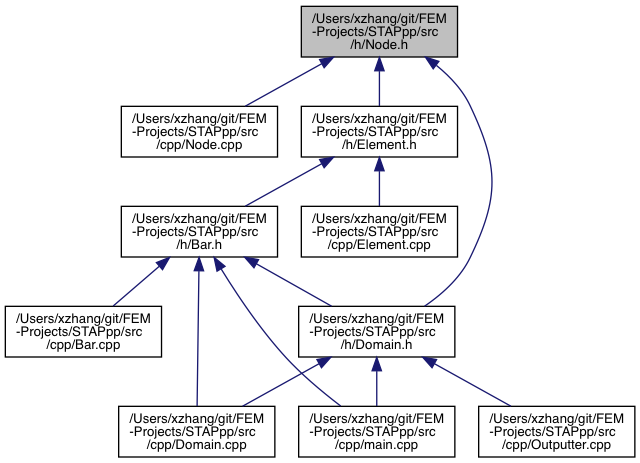 /Users/xzhang/git/FEM
-Projects/STAPpp/src
/h/Node.h
/Users/xzhang/git/FEM
-Projects/STAPpp/src
/cpp/Node.cpp
/Users/xzhang/git/FEM
-Projects/STAPpp/src
/h/Element.h
/Users/xzhang/git/FEM
-Projects/STAPpp/src
/h/Bar.h
/Users/xzhang/git/FEM
-Projects/STAPpp/src
/cpp/Element.cpp
/Users/xzhang/git/FEM
-Projects/STAPpp/src
/cpp/Bar.cpp
/Users/xzhang/git/FEM
-Projects/STAPpp/src
/h/Domain.h
/Users/xzhang/git/FEM
-Projects/STAPpp/src
/cpp/Domain.cpp
/Users/xzhang/git/FEM
-Projects/STAPpp/src
/cpp/main.cpp
/Users/xzhang/git/FEM
-Projects/STAPpp/src
/cpp/Outputter.cpp